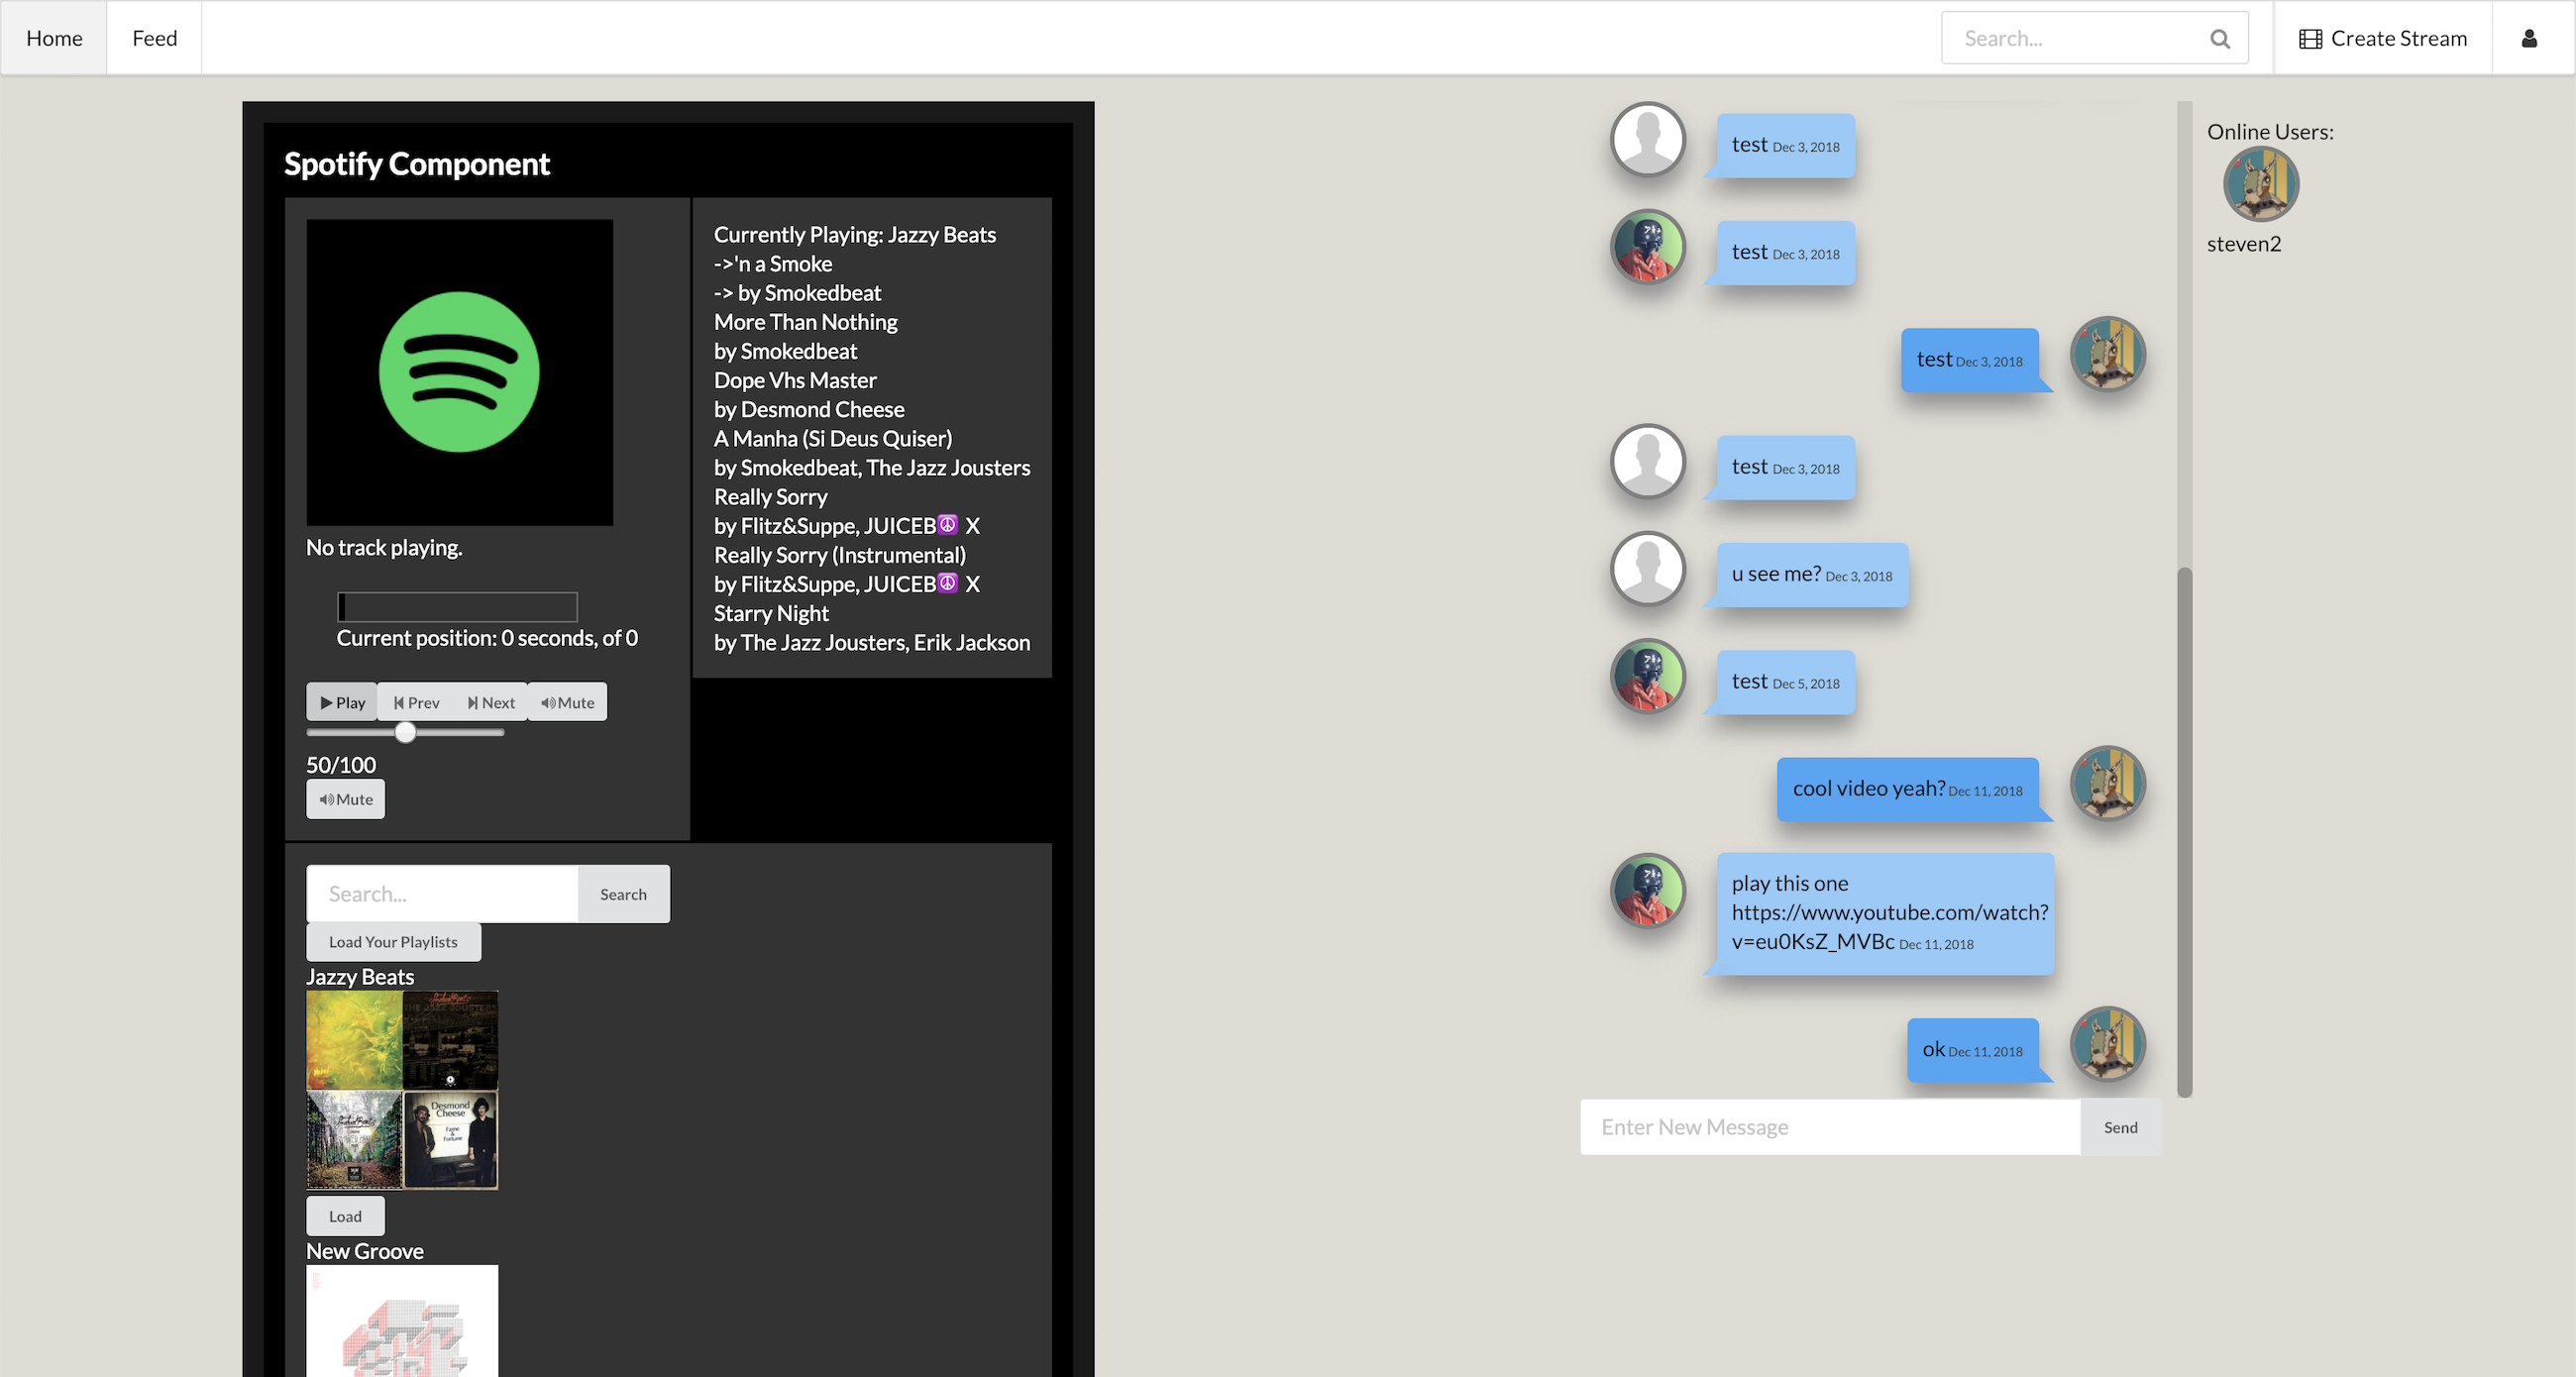 Home
Feed
Search...
Create Stream
Spotify Component
No track playing.
Current position: 0 seconds, of 0
Play
Prev
Next
Mute
50/100
Mute
Currently Playing: Jazzy Beats
->'n a Smoke
-> by Smokedbeat
More Than Nothing
by Smokedbeat
Dope Vhs Master
by Desmond Cheese
A Manha (Si Deus Quiser)
by Smokedbeat, The Jazz Jousters
Really Sorry
by Flitz&Suppe, JUICEB☮️ X
Really Sorry (Instrumental)
by Flitz&Suppe, JUICEB☮️ X
Starry Night
by The Jazz Jousters, Erik Jackson
Search...
Search
Load Your Playlists
Jazzy Beats
THE JAZZ JOUSTERS
Desmond
Cheese
Fame
&
Fortune
Load
New Groove
test Dec 3, 2018
test Dec 3, 2018
test Dec 3, 2018
test Dec 3, 2018
u see me? Dec 3, 2018
test Dec 5, 2018
cool video yeah? Dec 11, 2018
play this one
https://www.youtube.com/watch?
v=eu0KsZ_MVBc Dec 11, 2018
ok Dec 11, 2018
Enter New Message
Send
Online Users:
steven2